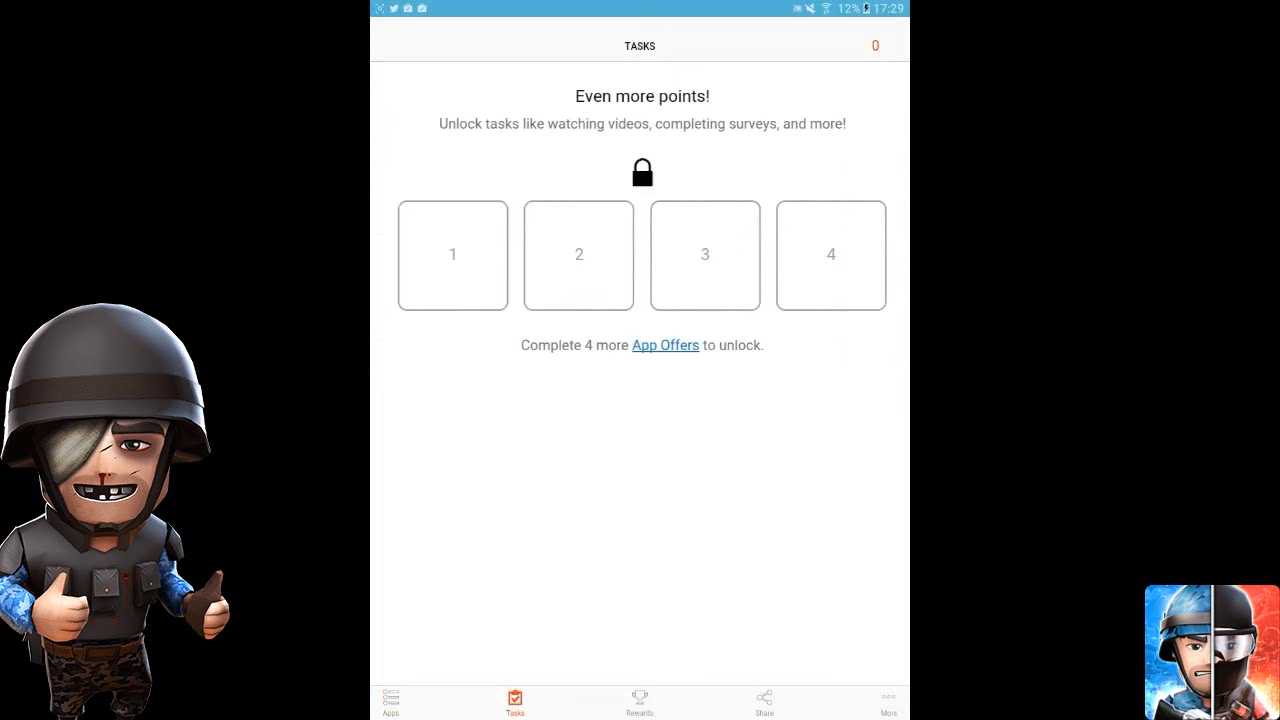 12% 17:29
TASKS
0
Even more points!
Unlock tasks like watching videos, completing surveys, and more!
1
2
3
4
Complete 4 more App Offers to unlock.
Apps
Tasks
Rewards
Share
More